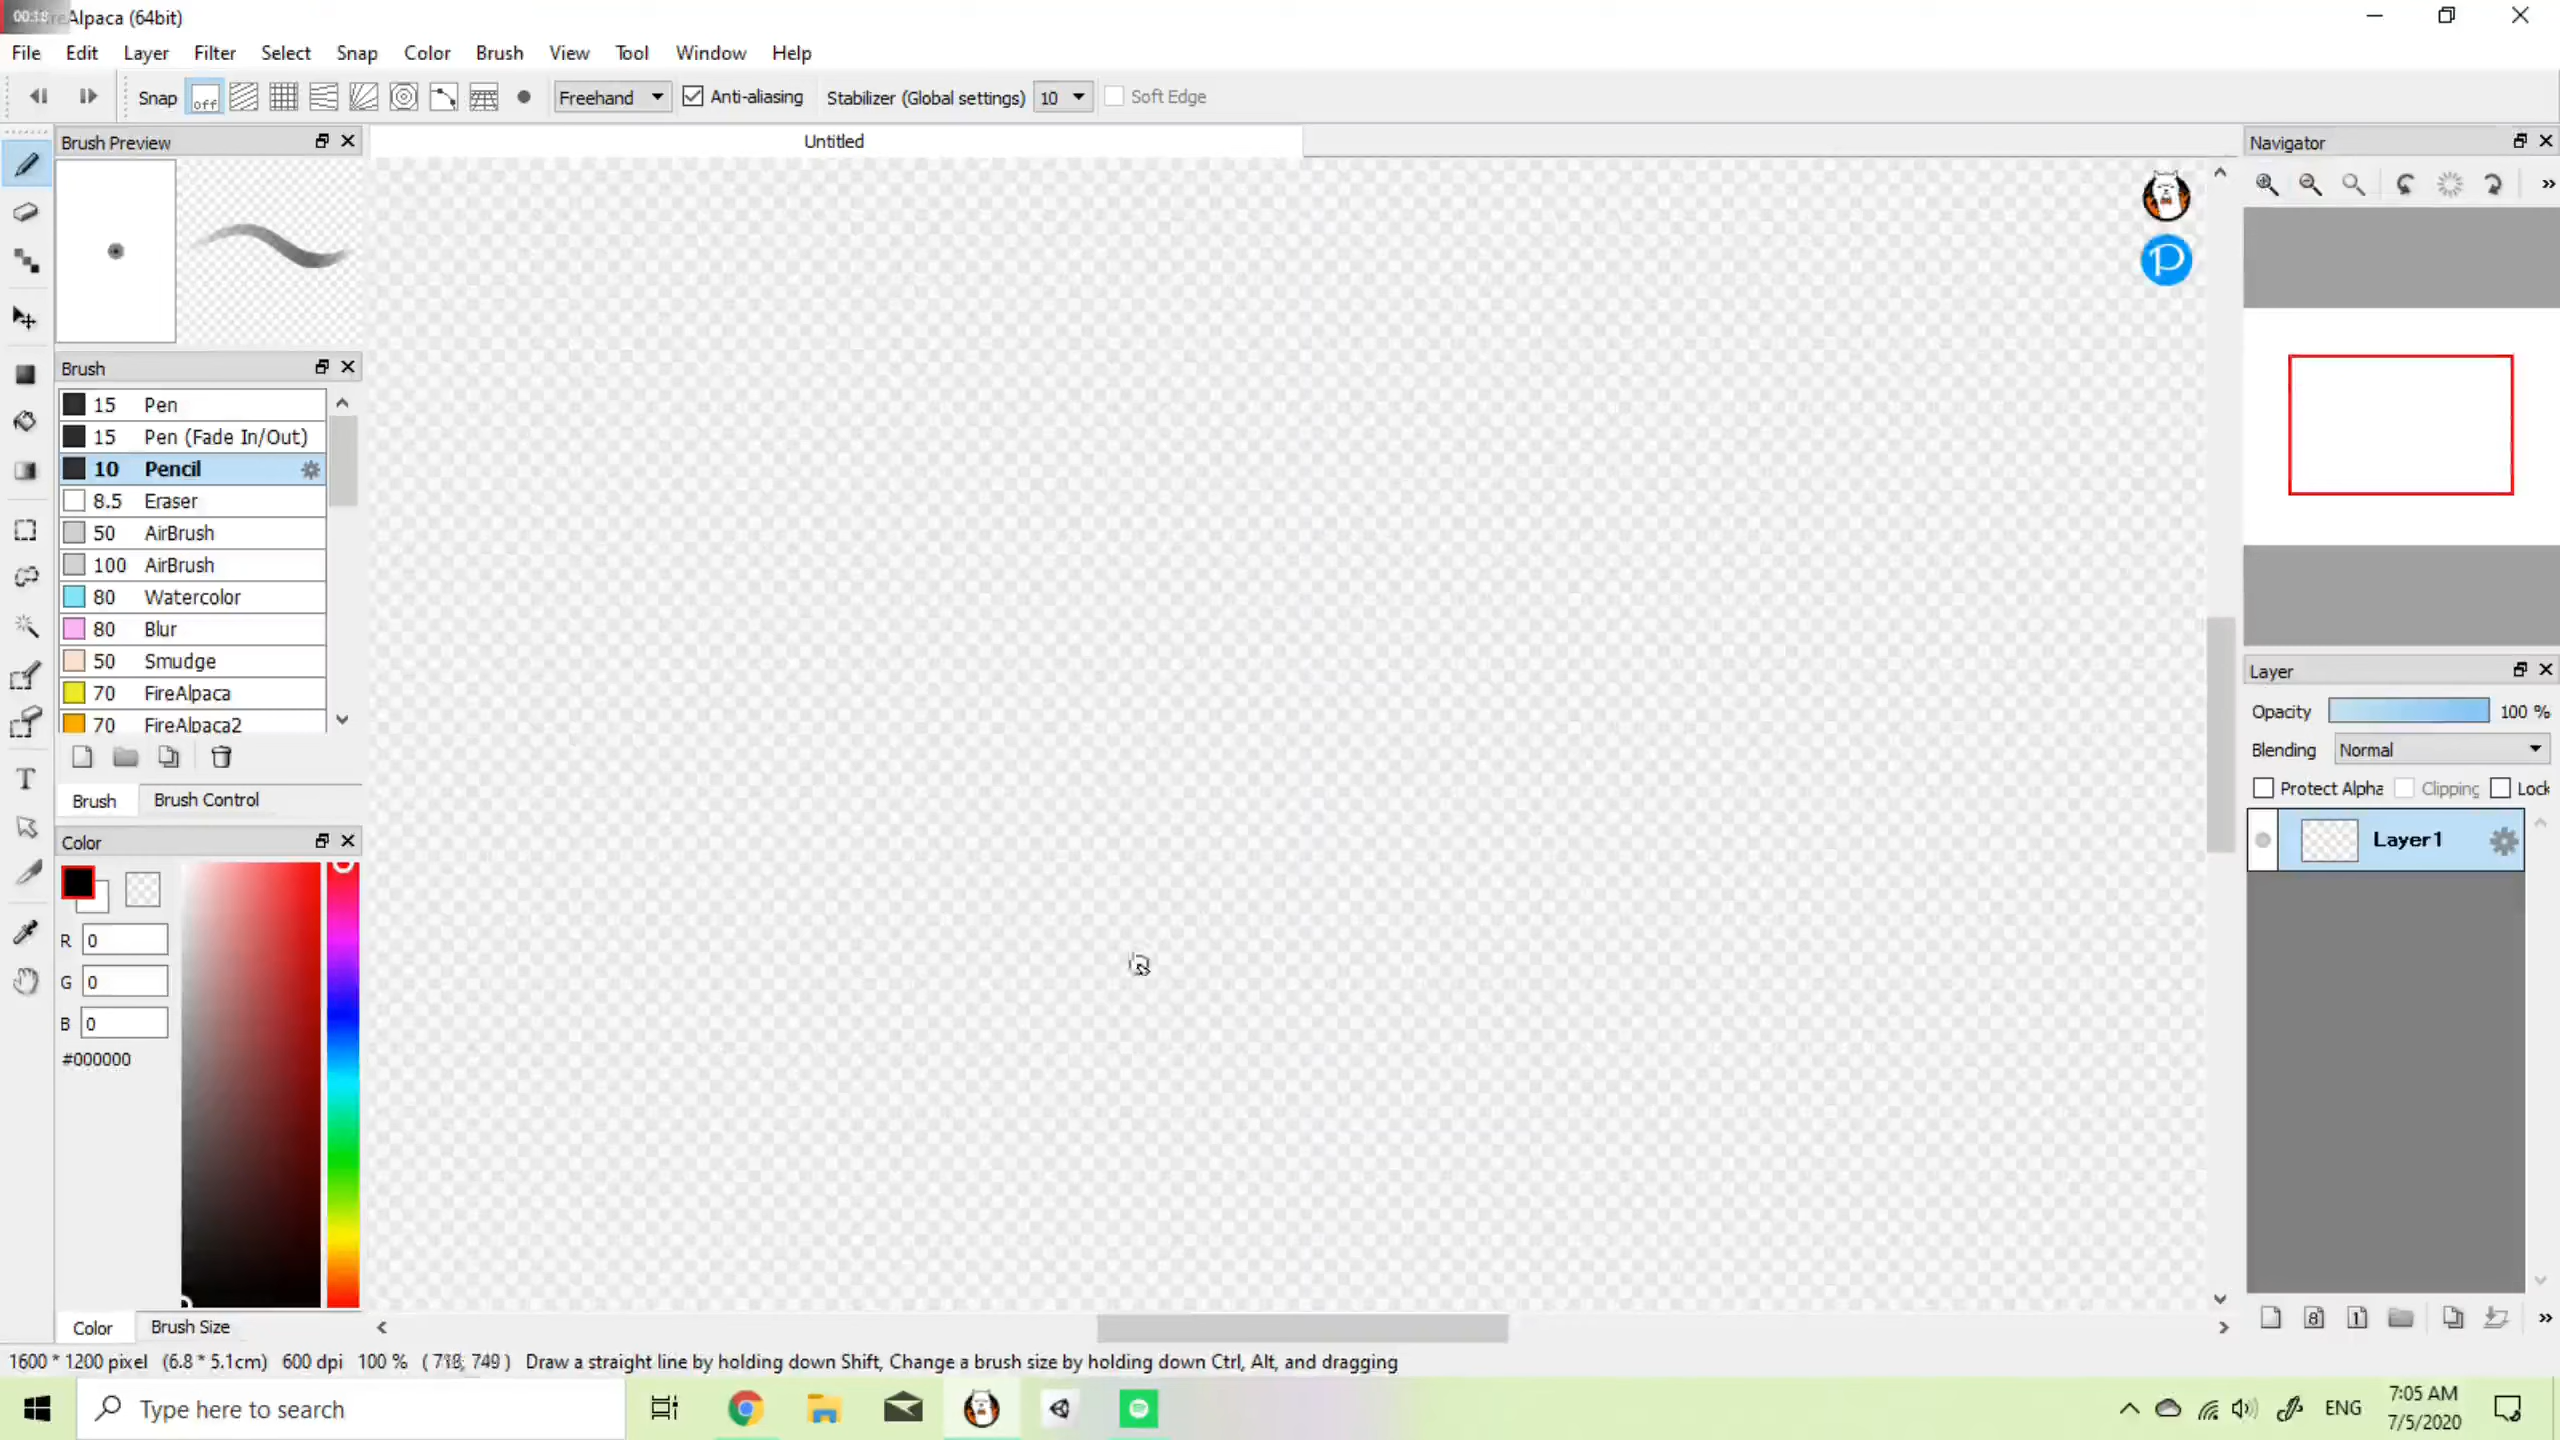 00:18
Alpaca (64bit)
File Edit Layer Filter Select Snap Color Brush View Tool Window Help
Snap off Freehand Anti-aliasing Stabilizer (Global settings) 10 Soft Edge
Brush Preview
Untitled
Navigator
P
Brush
15 Pen
15 Pen (Fade In/Out)
10 Pencil
8.5 Eraser
50 AirBrush
100 AirBrush
80 Watercolor
80 Blur
50 Smudge
70 FireAlpaca
70 FireAlpaca2
Brush Brush Control
Layer
Opacity 100 %
Blending Normal
Protect Alpha Clipping Lock
Layer1
T
Color
R 0
G 0
B 0
#000000
Color Brush Size
8 1
1600 * 1200 pixel (6.8 * 5.1cm) 600 dpi 100 % ( 718, 749 ) Draw a straight line by holding down Shift, Change a brush size by holding down Ctrl, Alt, and dragging
Type here to search
ENG
7:05 AM
7/5/2020